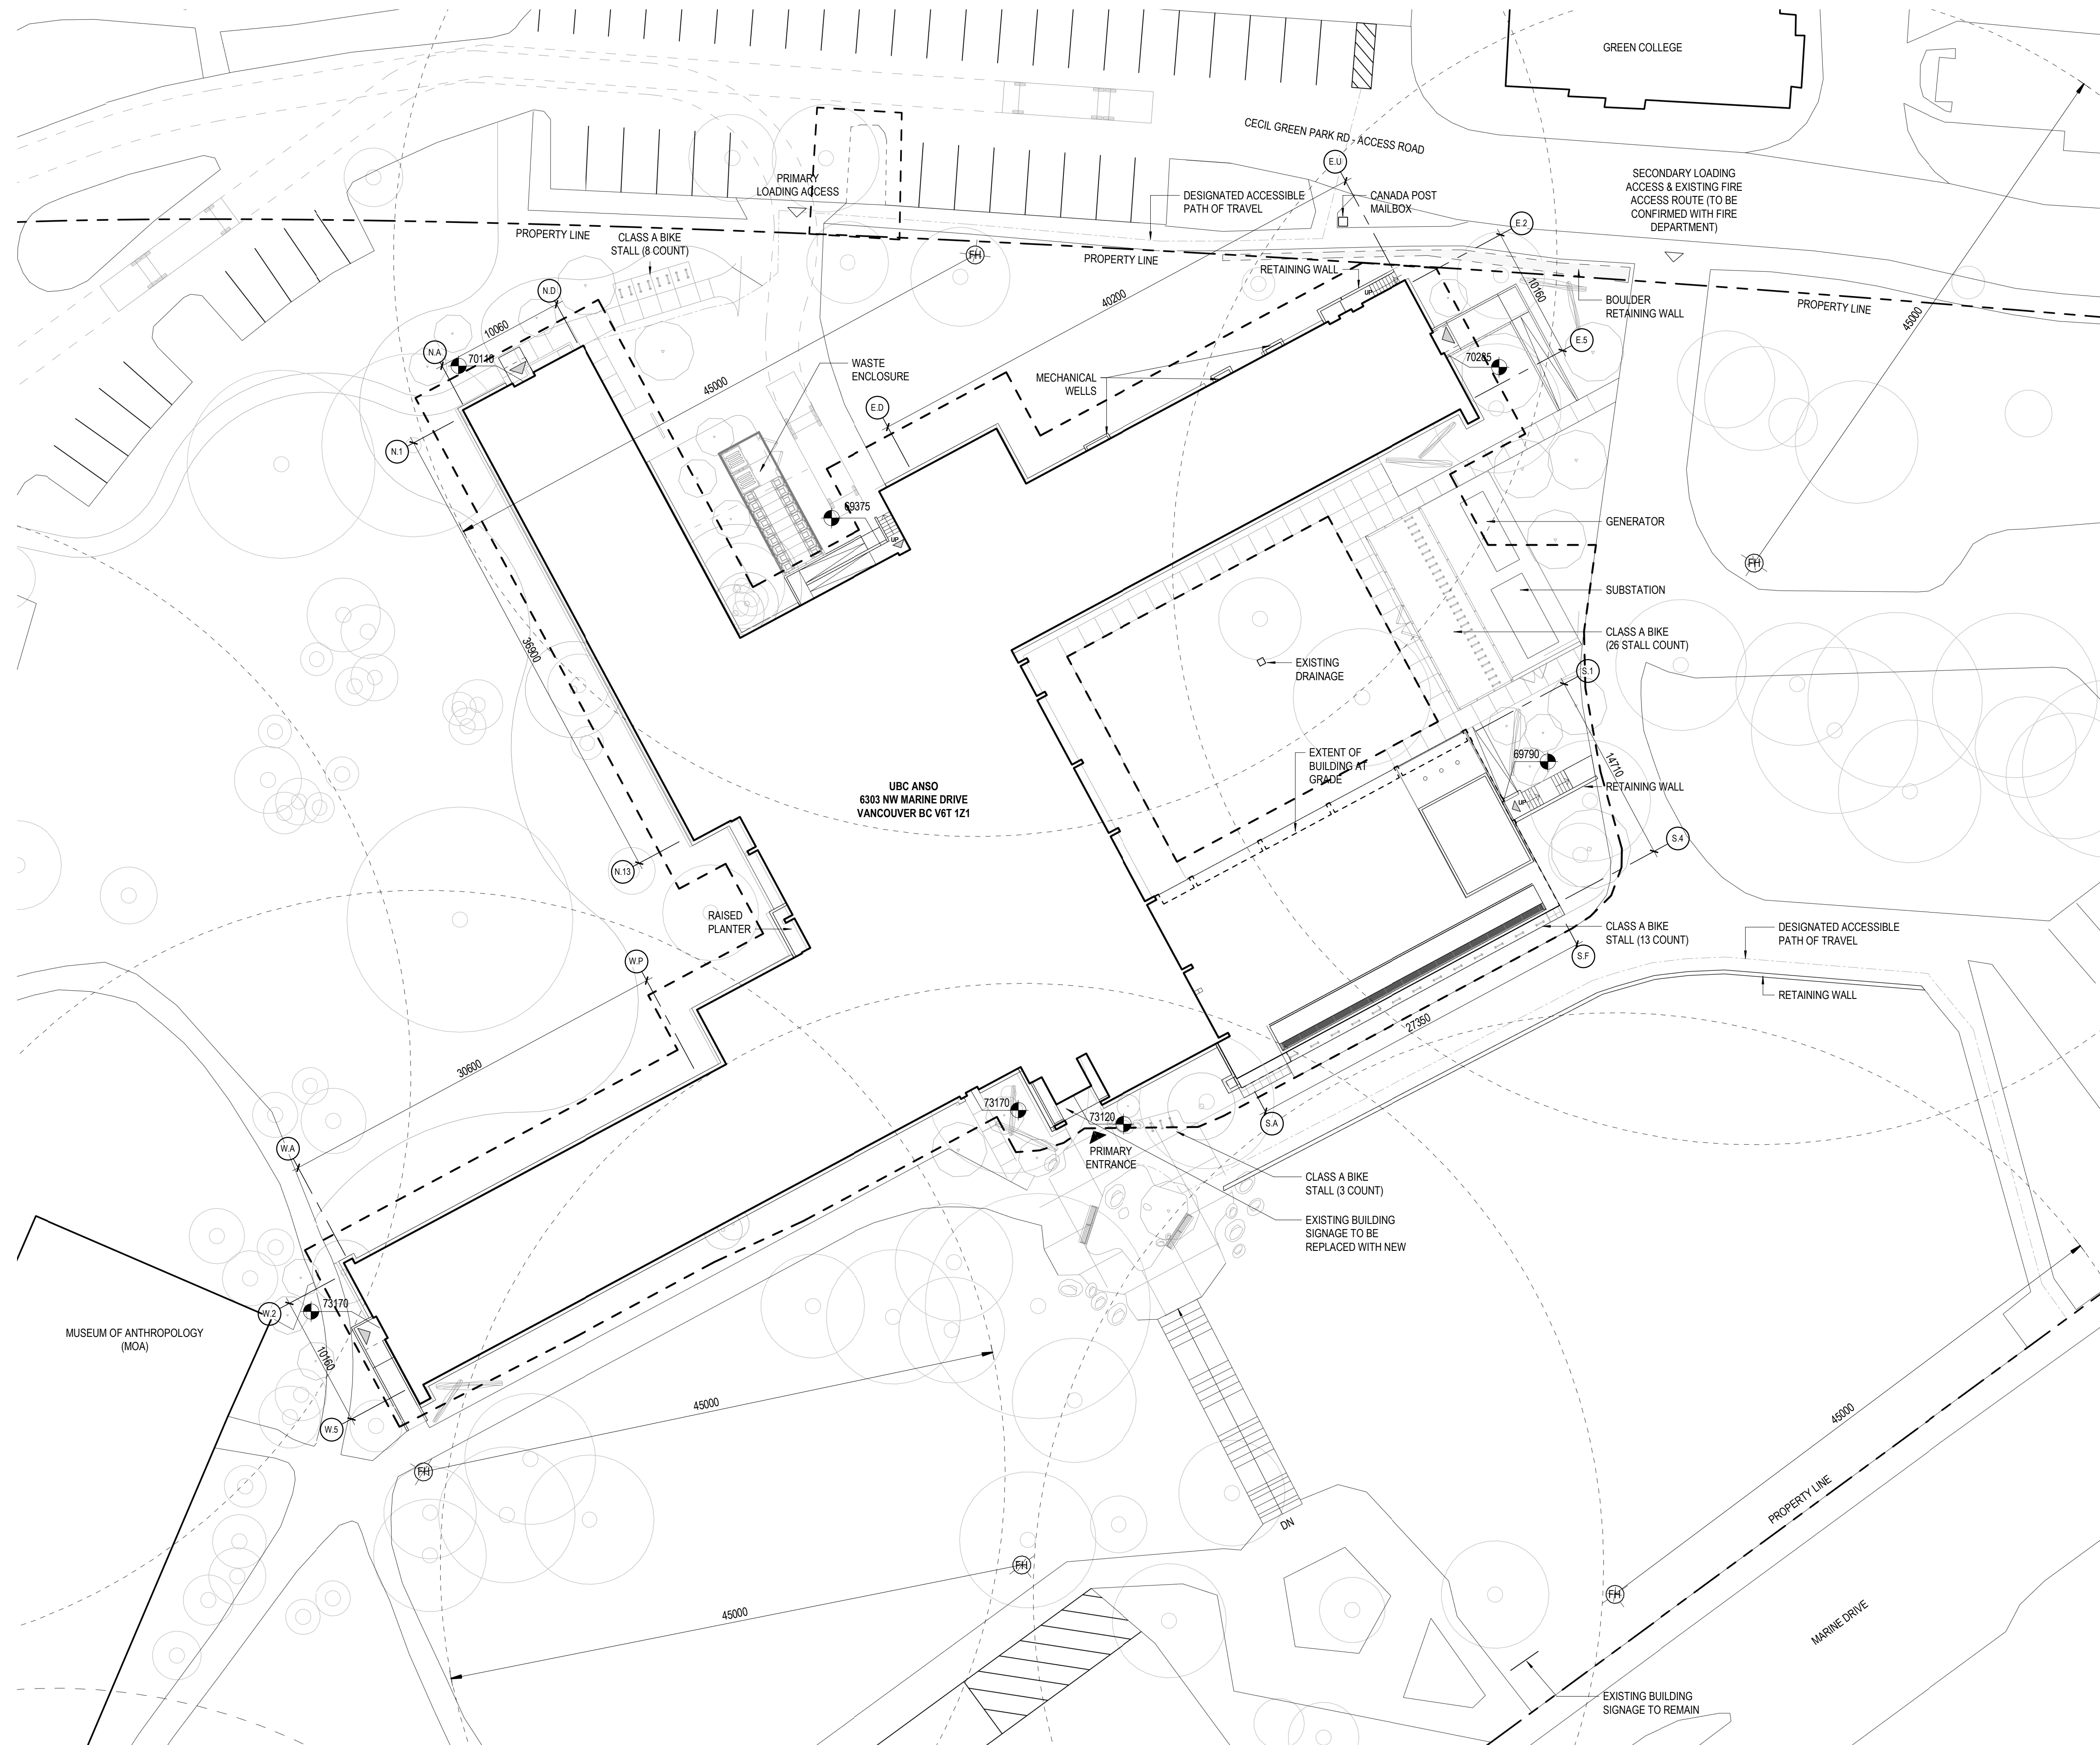 GREEN COLLEGE
CECIL GREEN PARK RD - ACCESS ROAD
E.U
PRIMARY
LOADING ACCESS
DESIGNATED ACCESSIBLE
PATH OF TRAVEL
CANADA POST
MAILBOX
SECONDARY LOADING
ACCESS & EXISTING FIRE
ACCESS ROUTE (TO BE
CONFIRMED WITH FIRE
DEPARTMENT)
E.2
PROPERTY LINE
CLASS A BIKE
STALL (8 COUNT)
FH
PROPERTY LINE
RETAINING WALL
UP
10160
BOULDER
RETAINING WALL
PROPERTY LINE
45000
N.D
10060
40200
N.A
70110
E.5
70285
WASTE
ENCLOSURE
MECHANICAL
WELLS
45000
E.D
N.1
69375
UP
GENERATOR
FH
SUBSTATION
CLASS A BIKE
(26 STALL COUNT)
36900
EXISTING
DRAINAGE
S.1
EXTENT OF
BUILDING AT
GRADE
69790
14710
UP
RETAINING WALL
UBC ANSO
6303 NW MARINE DRIVE
VANCOUVER BC V6T 1Z1
S.4
N.13
RAISED
PLANTER
CLASS A BIKE
STALL (13 COUNT)
DESIGNATED ACCESSIBLE
PATH OF TRAVEL
W.P
S.F
RETAINING WALL
27350
30600
73170
73120
S.A
W.A
PRIMARY
ENTRANCE
CLASS A BIKE
STALL (3 COUNT)
EXISTING BUILDING
SIGNAGE TO BE
REPLACED WITH NEW
W.2
73170
MUSEUM OF ANTHROPOLOGY
(MOA)
10160
W.5
45000
45000
FH
PROPERTY LINE
DN
FH
FH
45000
MARINE DRIVE
EXISTING BUILDING
SIGNAGE TO REMAIN